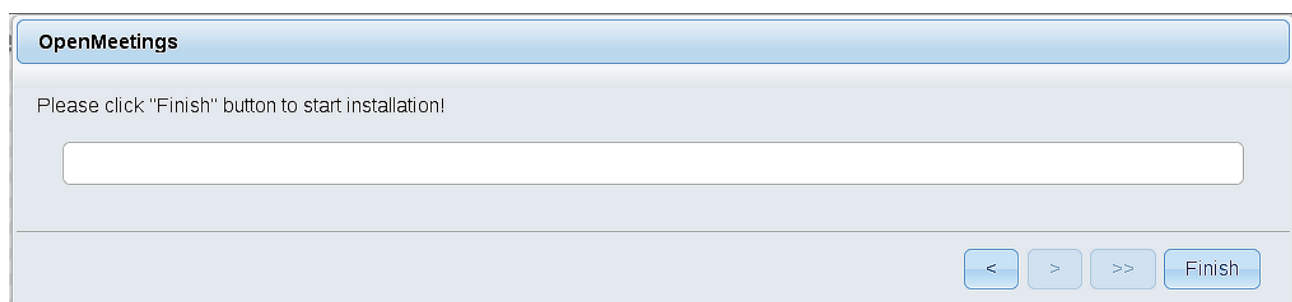 OpenMeetings
Please click "Finish" button to start installation!
< > >> Finish